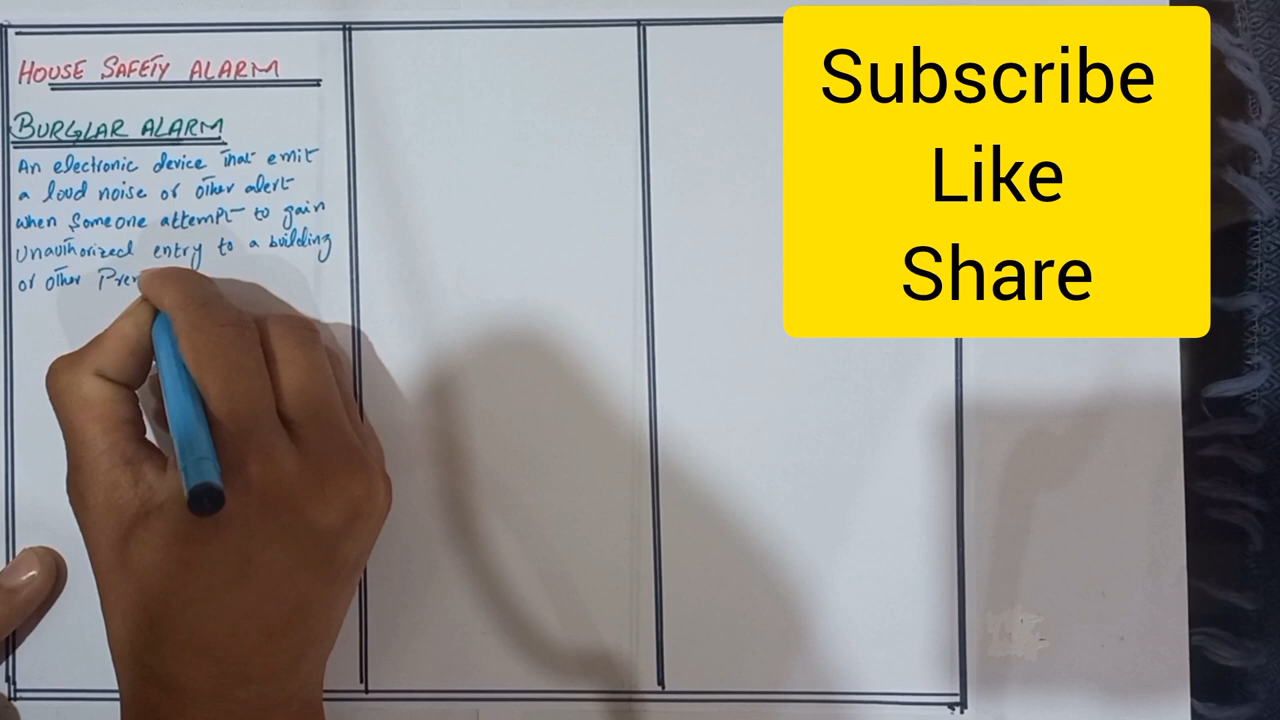 HOUSE SAFETY ALARM
BURGLAR ALARM
An electronic device that emit
a loud noise or other alert
when Someone attempt to gain
Unauthorized entry to a building
or other
Subscribe
Like
Share